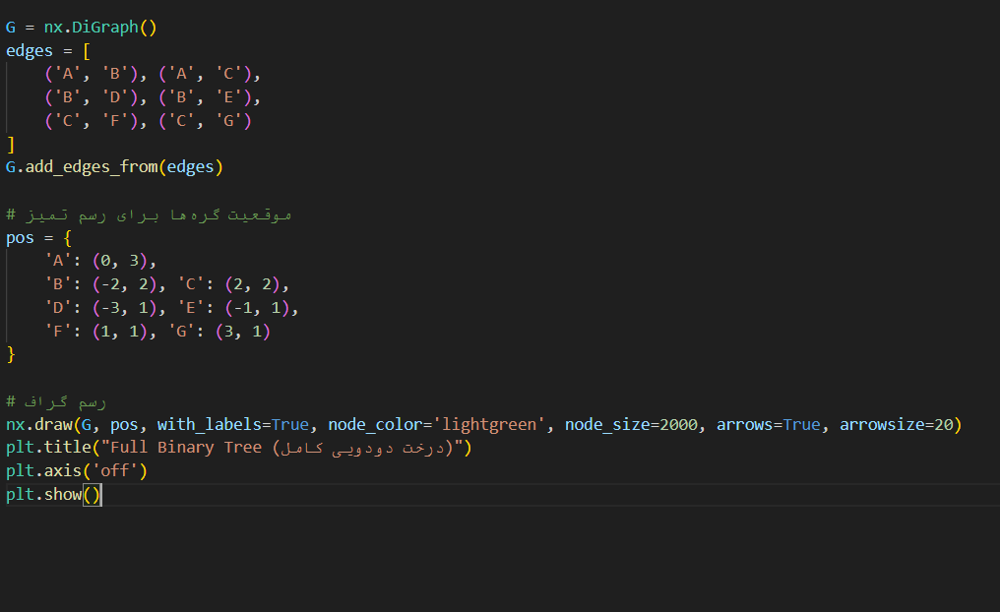 G = nx.DiGraph()
edges = [
    ('A', 'B'), ('A', 'C'),
    ('B', 'D'), ('B', 'E'),
    ('C', 'F'), ('C', 'G')
]
G.add_edges_from(edges)
# موقعیت گره‌ها برای رسم تمیز
pos = {
    'A': (0, 3),
    'B': (-2, 2), 'C': (2, 2),
    'D': (-3, 1), 'E': (-1, 1),
    'F': (1, 1), 'G': (3, 1)
}
# رسم گراف
nx.draw(G, pos, with_labels=True, node_color='lightgreen', node_size=2000, arrows=True, arrowsize=20)
plt.title("Full Binary Tree (درخت دودویی کامل)")
plt.axis('off')
plt.show()